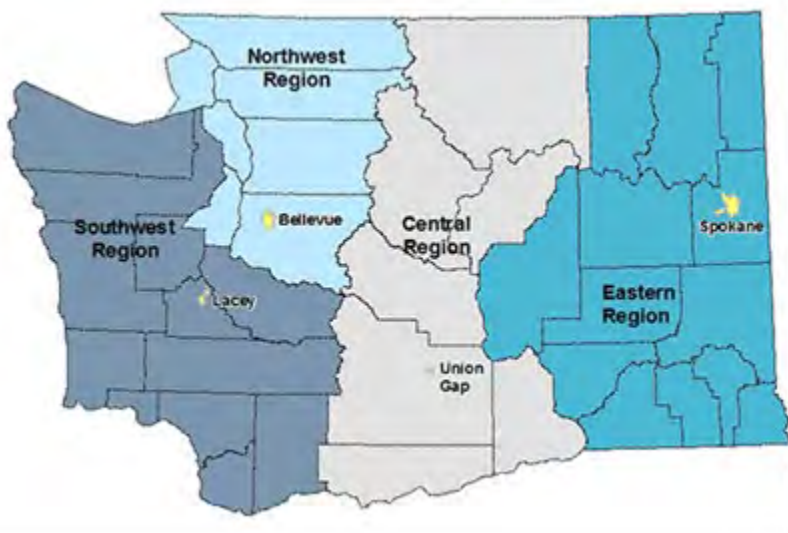 Northwest
Region
Southwest
Region
Bellevue
Central
Region
Spokane
Lacey
Eastern
Region
Union
Gap